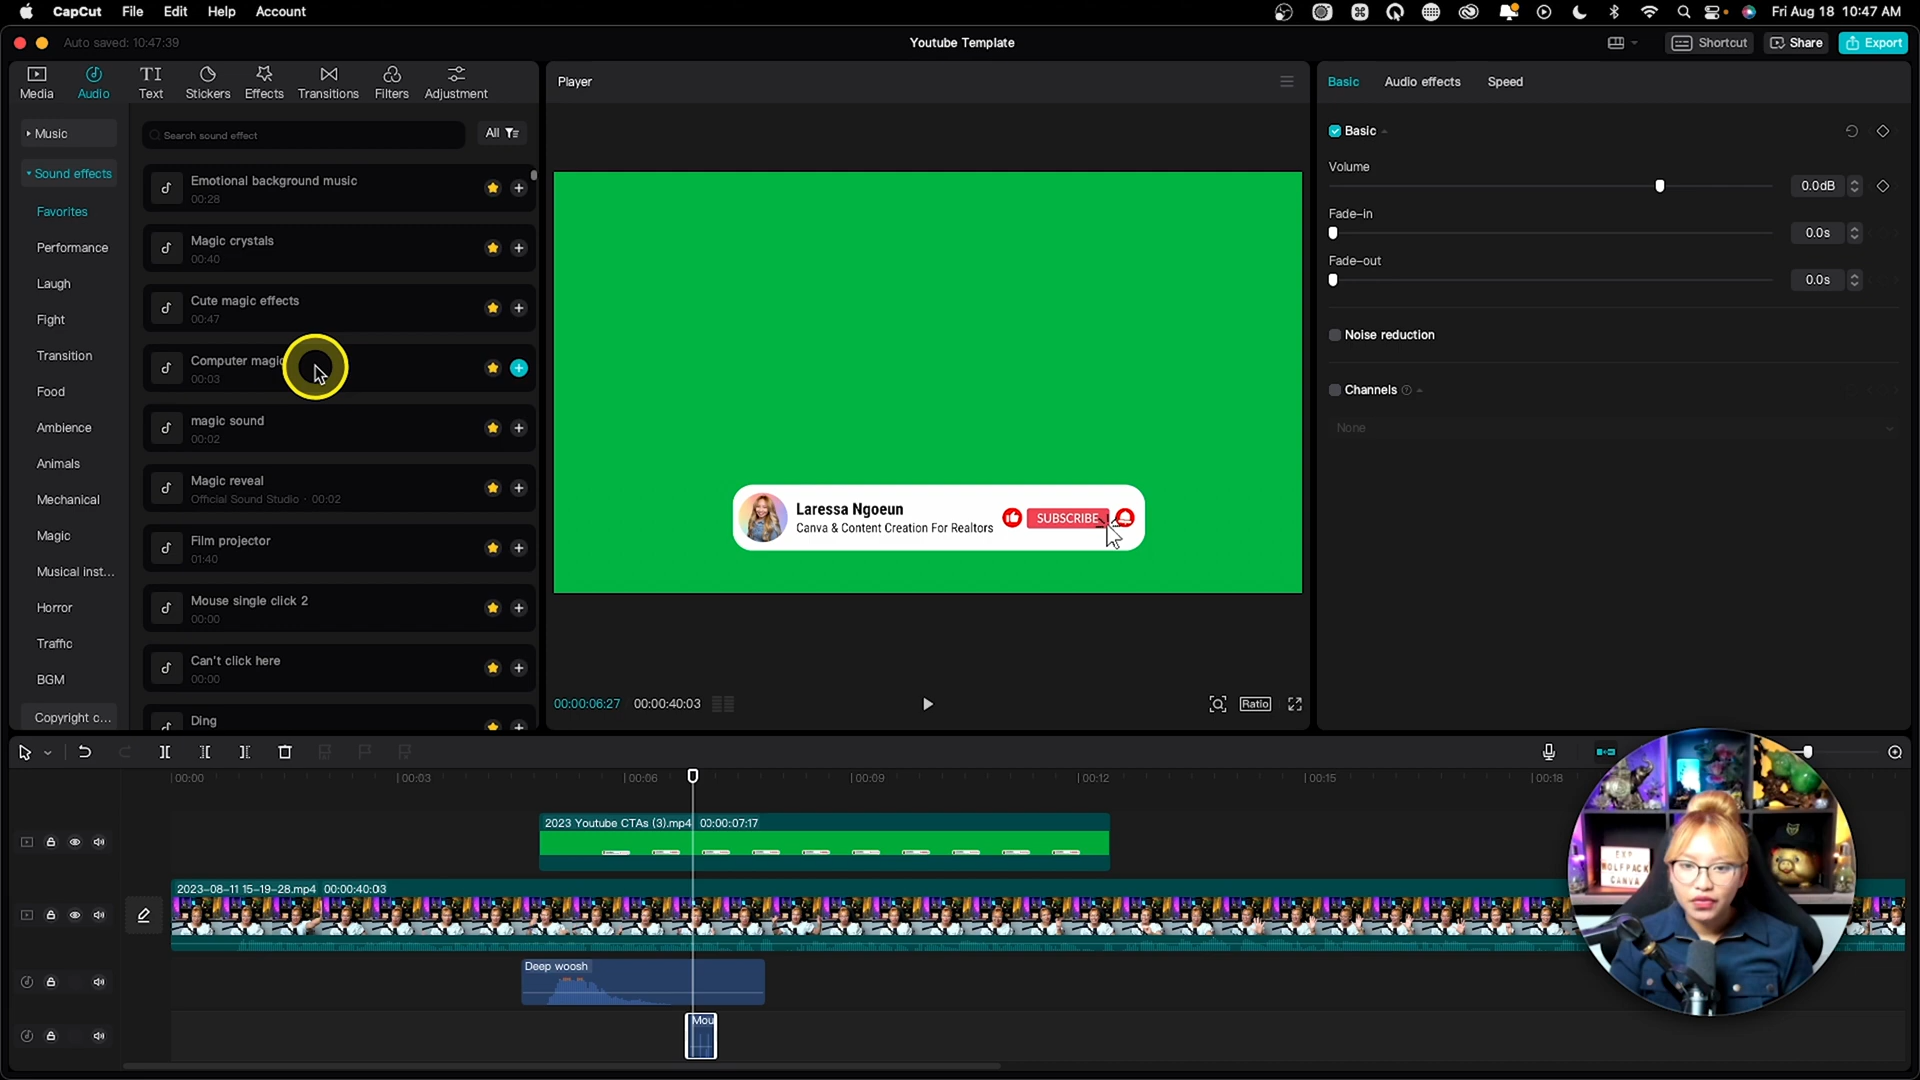 CapCut File Edit Help Account
Fri Aug 18 10:47 AM
Auto saved: 10:47:39
Youtube Template
Shortcut
Share
Export
Media
Audio
TI
Text
Stickers
Effects
Transitions
Filters
Adjustment
Music
Sound effects
Favorites
Performance
Laugh
Fight
Transition
Food
Ambience
Animals
Mechanical
Magic
Musical inst...
Horror
Traffic
BGM
Copyright c...
Search sound effect
All
Emotional background music
00:28
Magic crystals
00:40
Cute magic effects
00:47
Computer magic
00:03
magic sound
00:02
Magic reveal
Official Sound Studio · 00:02
Film projector
01:40
Mouse single click 2
00:00
Can't click here
00:00
Ding
Player
Laressa Ngoeun
Canva & Content Creation For Realtors
SUBSCRIBE
00:00:06:27 00:00:40:03
Ratio
Basic Audio effects Speed
Basic
Volume
0.0dB
Fade-in
0.0s
Fade-out
0.0s
Noise reduction
Channels
None
00:00 00:03 00:06 00:09 00:12 00:15 00:18
2023 Youtube CTAs (3).mp4 00:00:07:17
2023-08-11 15-19-28.mp4 00:00:40:03
Deep woosh
Mou
EXP
WOLFPACK
CANVA